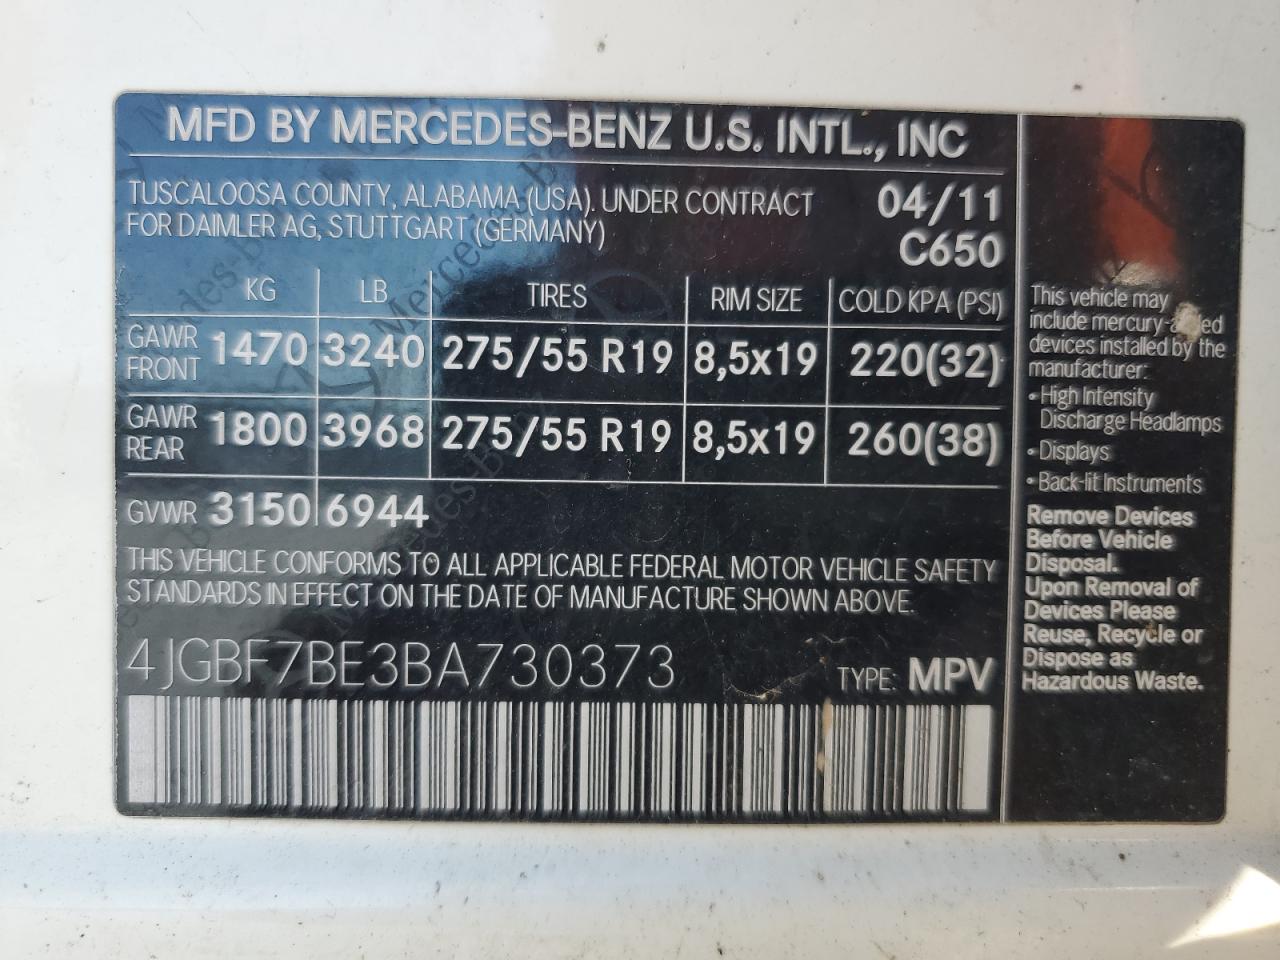 MFD BY MERCEDES-BENZ U.S. INTL., INC
TUSCALOOSA COUNTY, ALABAMA (USA). UNDER CONTRACT
FOR DAIMLER AG, STUTTGART (GERMANY)
04/11
C650
KG LB TIRES RIM SIZE COLD KPA (PSI)
GAWR FRONT 1470 3240 275/55 R19 8,5x19 220(32)
GAWR REAR 1800 3968 275/55 R19 8,5x19 260(38)
GVWR 3150 6944
THIS VEHICLE CONFORMS TO ALL APPLICABLE FEDERAL MOTOR VEHICLE SAFETY
STANDARDS IN EFFECT ON THE DATE OF MANUFACTURE SHOWN ABOVE.
4JGBF7BE3BA730373 TYPE: MPV
This vehicle may
include mercury-added
devices installed by the
manufacturer:
• High Intensity
Discharge Headlamps
• Displays
• Back-lit Instruments
Remove Devices
Before Vehicle
Disposal.
Upon Removal of
Devices Please
Reuse, Recycle or
Dispose as
Hazardous Waste.